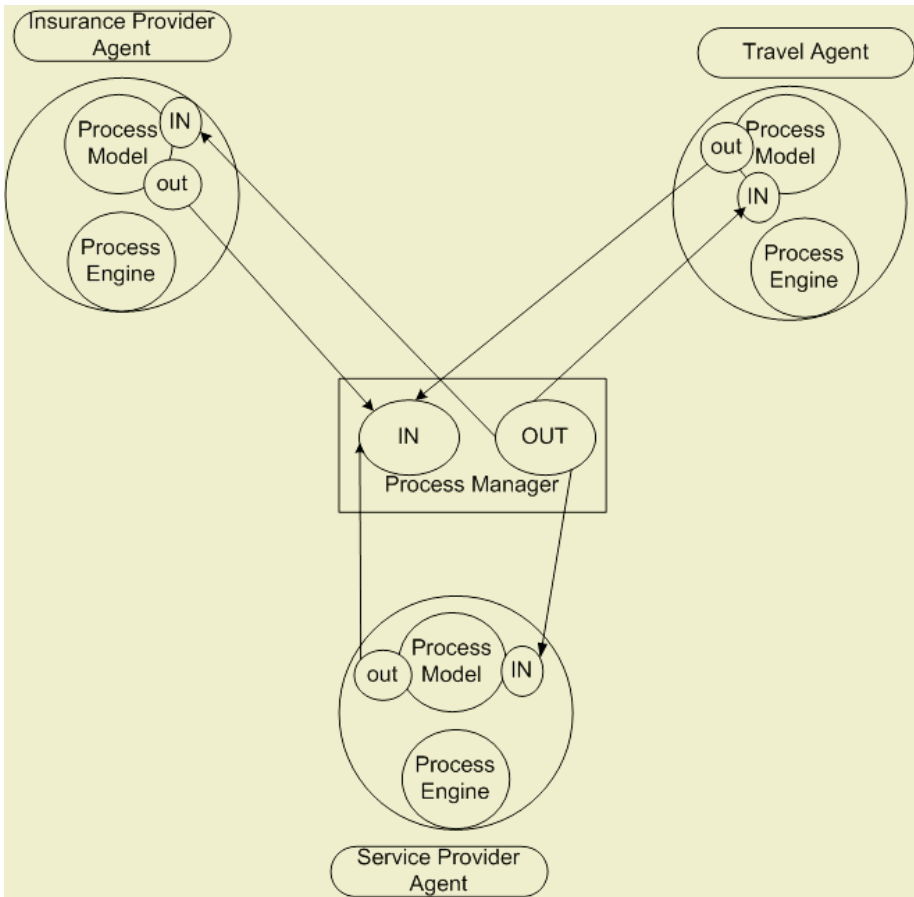 Insurance Provider
Agent
Travel Agent
Process
Model
IN
out
Process
Engine
out
Process
Model
IN
Process
Engine
IN
OUT
Process Manager
out
Process
Model
IN
Process
Engine
Service Provider
Agent